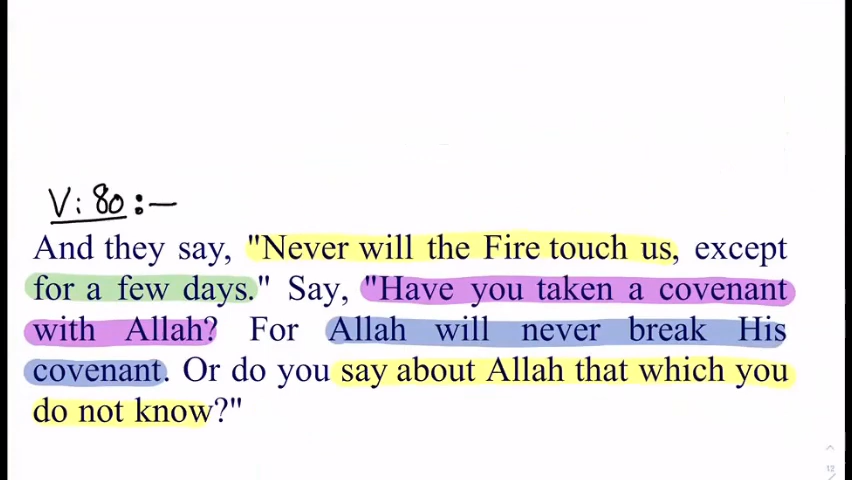 V: 80 :-
And they say, "Never will the Fire touch us, except
for a few days." Say, "Have you taken a covenant
with Allah? For Allah will never break His
covenant. Or do you say about Allah that which you
do not know?"
12